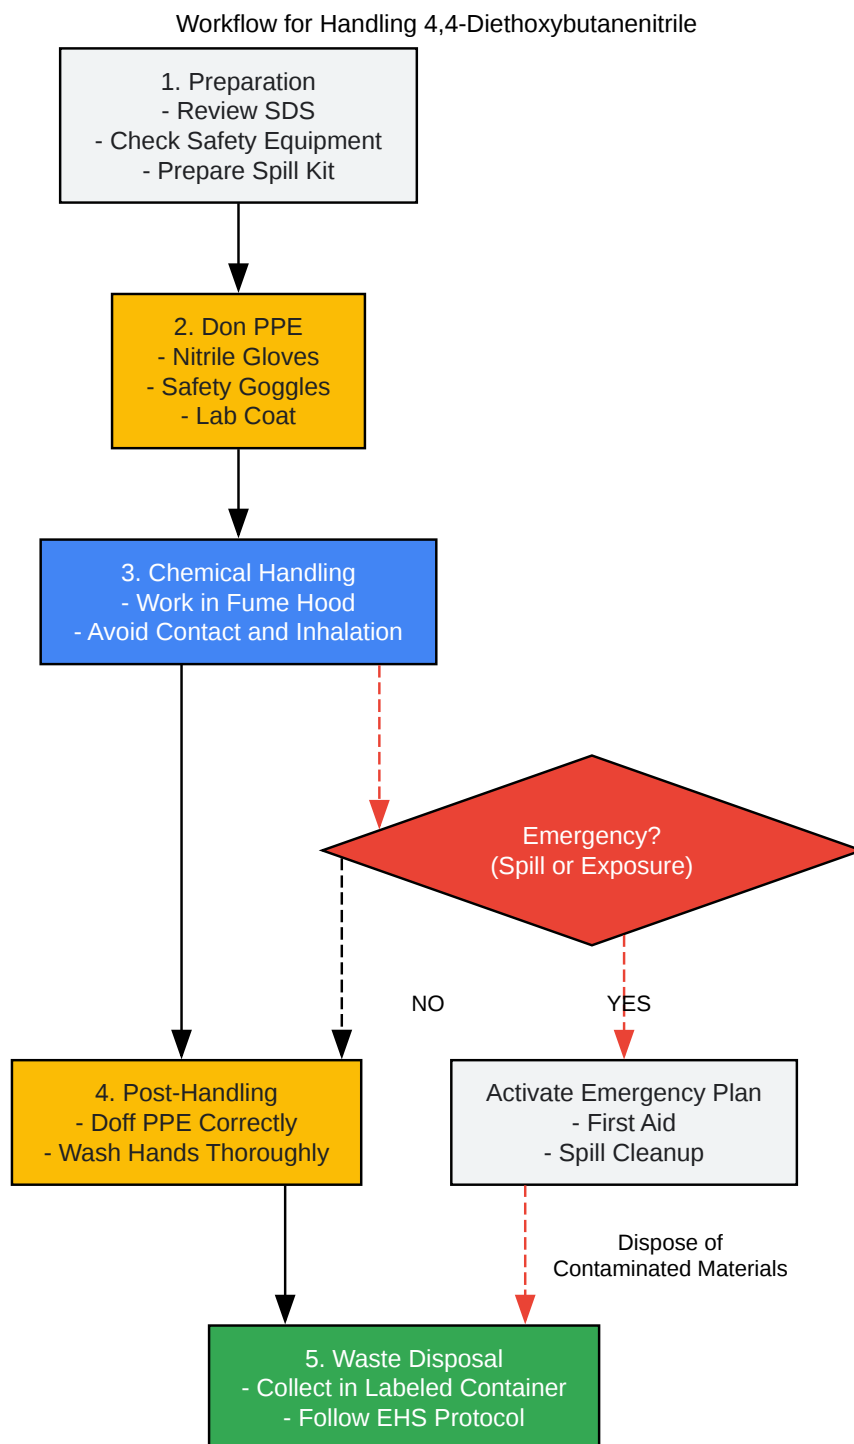 Workflow for Handling 4,4-Diethoxybutanenitrile
1. Preparation
- Review SDS
- Check Safety Equipment
- Prepare Spill Kit
2. Don PPE
- Nitrile Gloves
- Safety Goggles
- Lab Coat
3. Chemical Handling
- Work in Fume Hood
- Avoid Contact and Inhalation
Emergency?
(Spill or Exposure)
NO
YES
4. Post-Handling
- Doff PPE Correctly
- Wash Hands Thoroughly
Activate Emergency Plan
- First Aid
- Spill Cleanup
Dispose of
Contaminated Materials
5. Waste Disposal
- Collect in Labeled Container
- Follow EHS Protocol